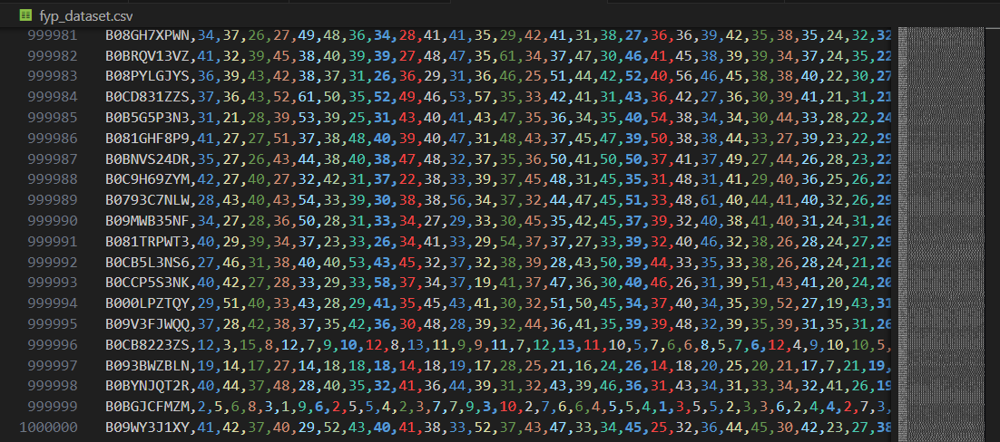 fyp_dataset.csv
999981 B08GH7XPWN,34,37,26,27,49,48,36,34,28,41,41,35,29,42,41,31,38,27,36,36,39,42,35,38,35,24,32,32
999982 B0BRQV13VZ,41,32,39,45,38,40,39,39,27,48,47,35,61,34,37,47,30,46,41,45,38,39,39,34,37,24,35,22
999983 B08PYLGJYS,36,39,43,42,38,37,31,26,36,29,31,36,46,25,51,44,42,52,40,56,46,45,38,38,40,22,30,27
999984 B0CD831ZZS,37,36,43,52,61,50,35,52,49,46,53,57,35,33,42,41,31,43,36,42,27,36,30,39,41,21,31,21
999985 B0B5G5P3N3,31,21,28,39,53,39,25,31,43,40,41,43,47,35,36,34,35,40,54,38,34,34,30,44,33,28,22,24
999986 B081GHF8P9,41,27,27,51,37,38,48,40,39,40,47,31,48,43,37,45,47,39,50,38,38,44,33,27,39,23,22,29
999987 B0BNVS24DR,35,27,26,43,44,38,40,38,47,48,32,37,35,36,50,41,50,50,37,41,37,49,27,44,26,28,23,22
999988 B0C9H69ZYM,42,27,40,27,32,42,31,37,22,38,33,39,37,45,48,31,45,35,31,48,31,41,29,40,36,25,26,22
999989 B0793C7NLW,28,43,40,43,54,33,39,30,38,38,56,34,37,32,44,47,45,51,33,48,61,40,44,41,40,32,26,29
999990 B09MWB35NF,34,27,28,36,50,28,31,33,34,27,29,33,30,45,35,42,45,37,39,32,40,38,41,40,31,24,31,26
999991 B081TRPWT3,40,29,39,34,37,23,33,26,34,41,33,29,54,37,37,27,33,39,32,40,46,32,38,26,28,24,27,29
999992 B0CB5L3NS6,27,46,31,38,40,40,53,43,45,32,37,32,38,39,28,43,50,39,44,33,35,33,38,26,28,24,21,26
999993 B0CCP5S3NK,40,42,27,28,33,29,33,58,37,34,37,19,41,37,47,36,30,40,46,26,31,39,51,43,41,20,24,20
999994 B000LPZTQY,29,51,40,33,43,28,29,41,35,45,43,41,30,32,51,50,45,34,37,40,34,35,39,52,27,19,43,31
999995 B09V3FJWQQ,37,28,42,38,37,35,42,36,30,48,28,39,32,44,36,41,35,39,39,48,32,39,35,39,31,35,31,26
999996 B0CB8223ZS,12,3,15,8,12,7,9,10,12,8,13,11,9,9,11,7,12,13,11,10,5,7,6,6,8,5,7,6,12,4,9,10,10,5,
999997 B093BWZBLN,19,14,17,27,14,18,18,18,14,18,19,17,28,25,21,16,24,26,14,18,20,25,20,21,17,7,21,19,
999998 B0BYNJQT2R,40,44,37,48,28,40,35,32,41,36,44,39,31,32,43,39,46,36,31,43,34,31,33,34,32,41,26,19
999999 B0BGJCFMZM,2,5,6,8,3,1,9,6,2,5,5,4,2,3,7,7,9,3,10,2,7,6,6,4,5,5,4,1,3,5,5,2,3,3,6,2,4,4,2,7,3,
1000000 B09WY3J1XY,41,42,37,40,29,52,43,40,41,38,33,52,37,43,47,33,34,45,25,32,36,44,45,30,42,23,27,38